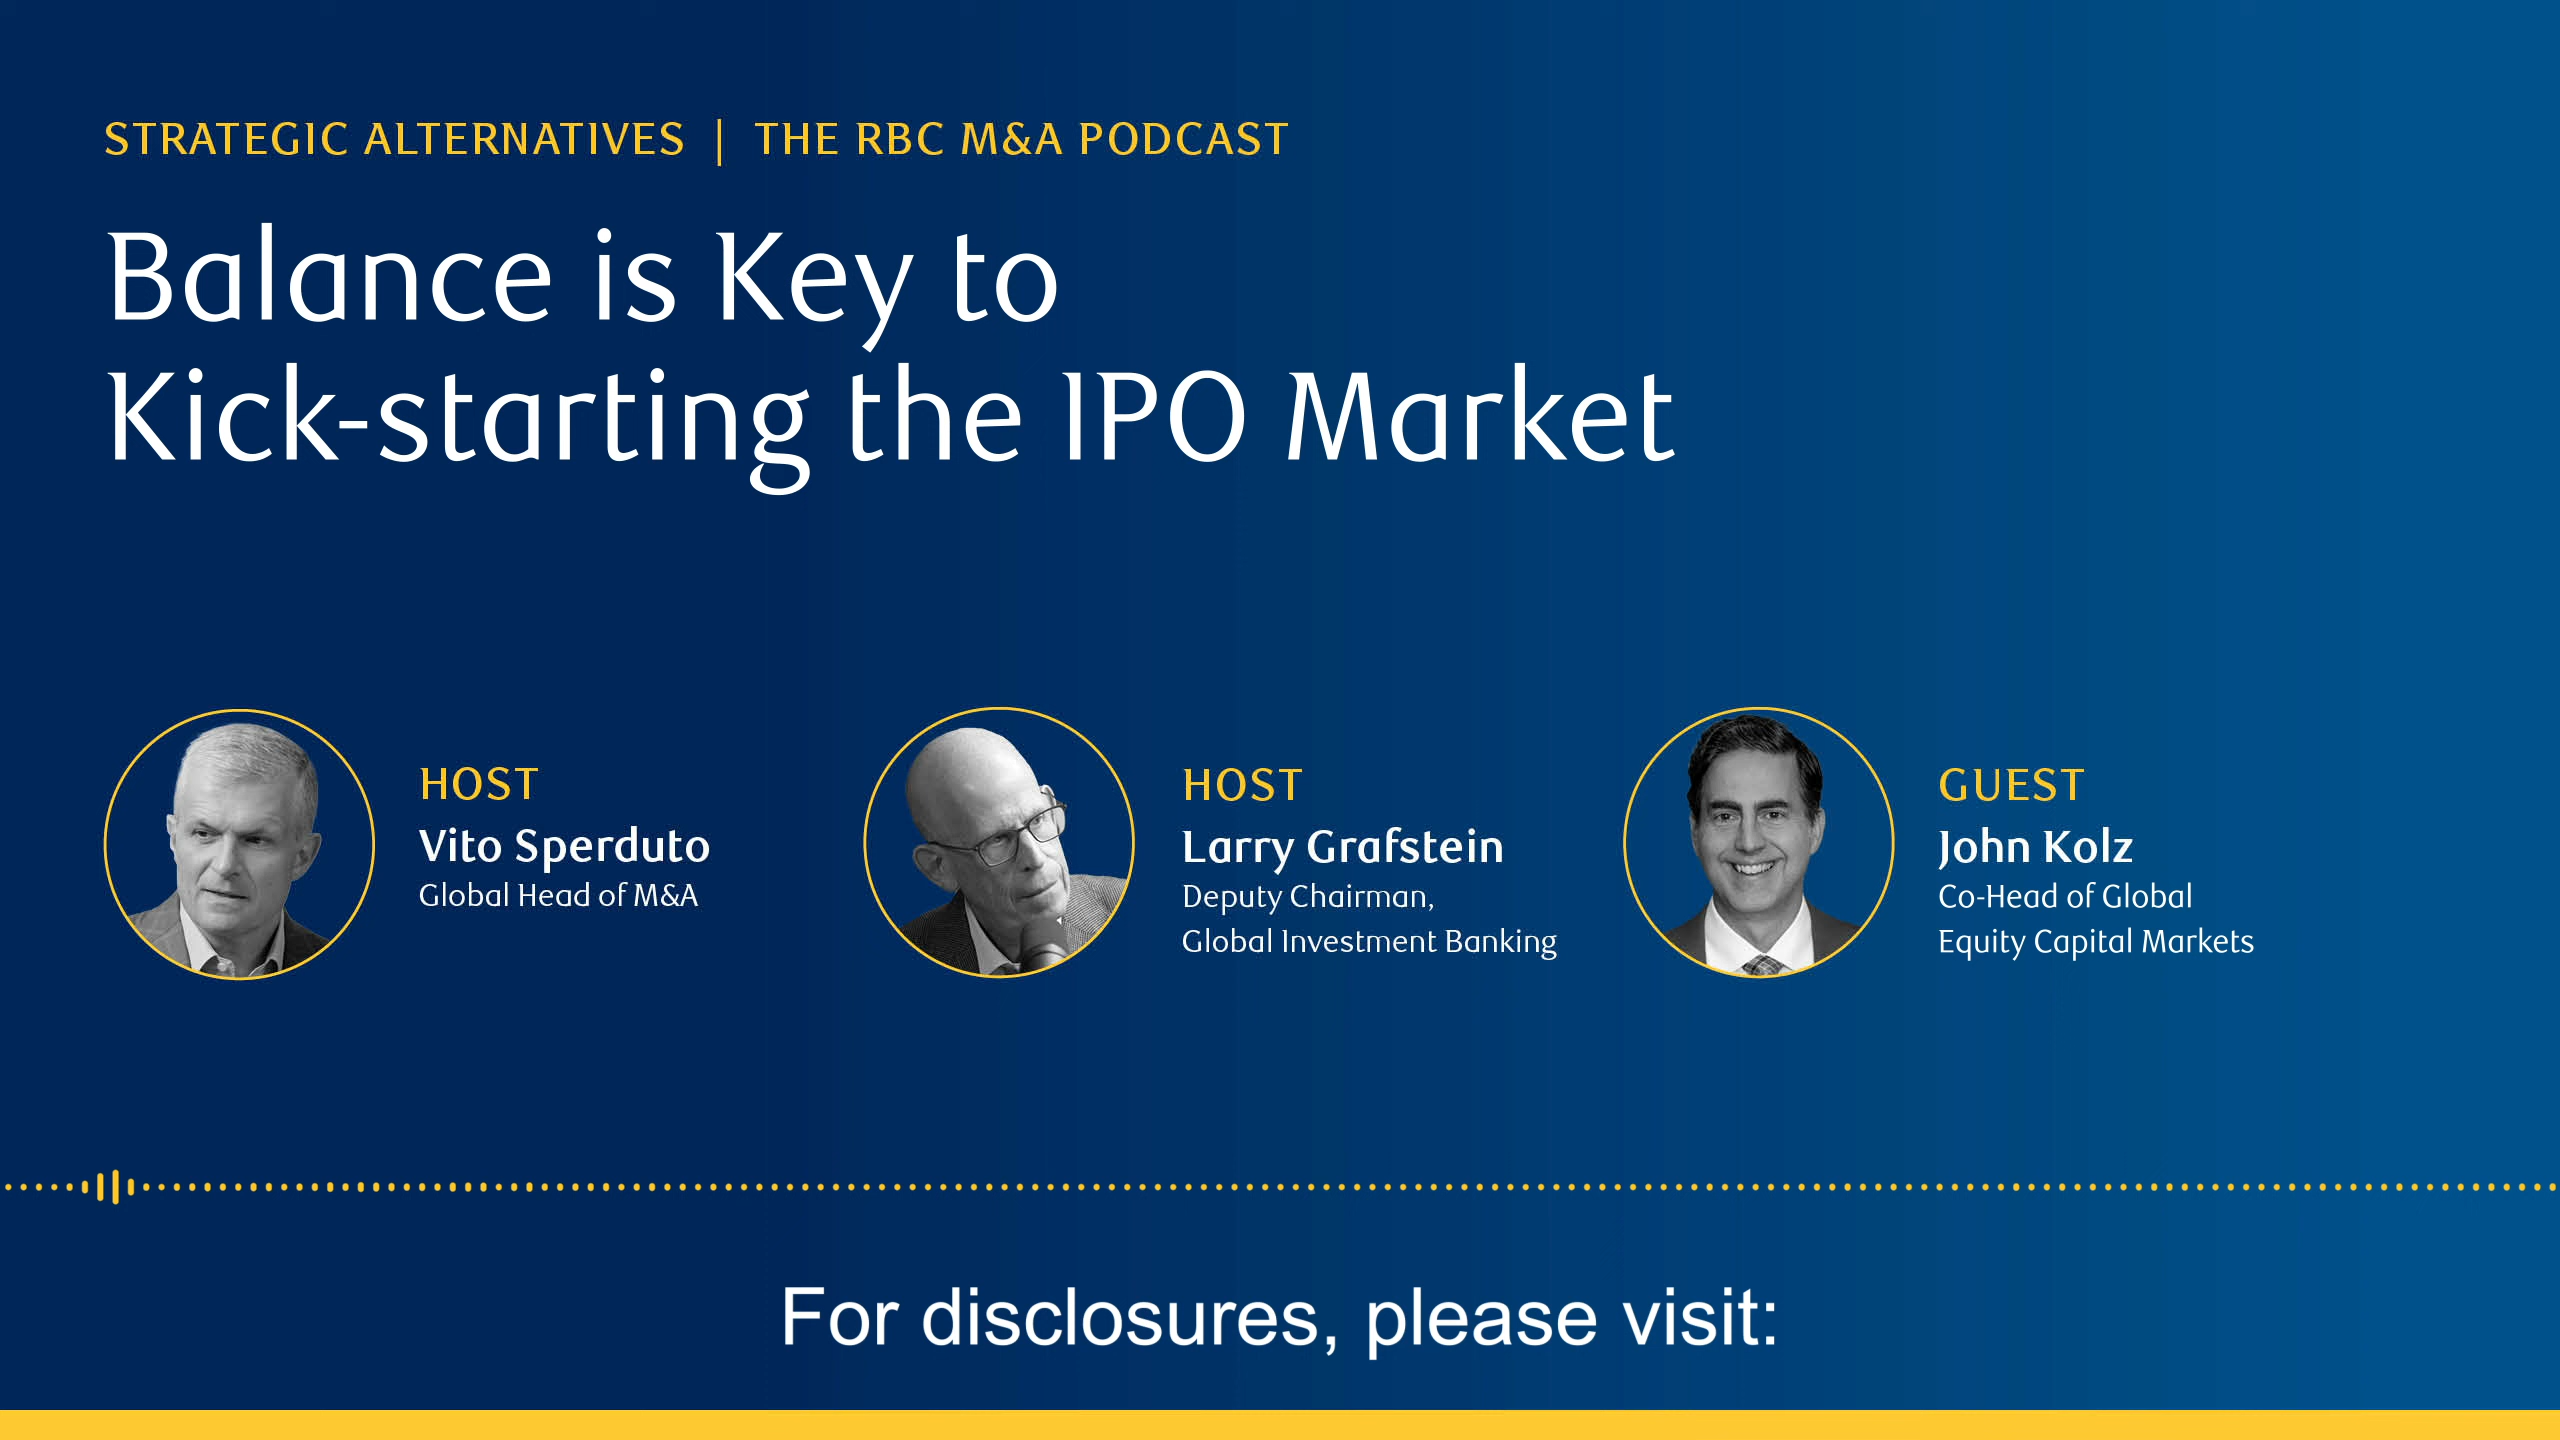 STRATEGIC ALTERNATIVES | THE RBC M&A PODCAST
Balance is Key to
Kick-starting the IPO Market
HOST
Vito Sperduto
Global Head of M&A
HOST
Larry Grafstein
Deputy Chairman,
Global Investment Banking
GUEST
John Kolz
Co-Head of Global
Equity Capital Markets
For disclosures, please visit: